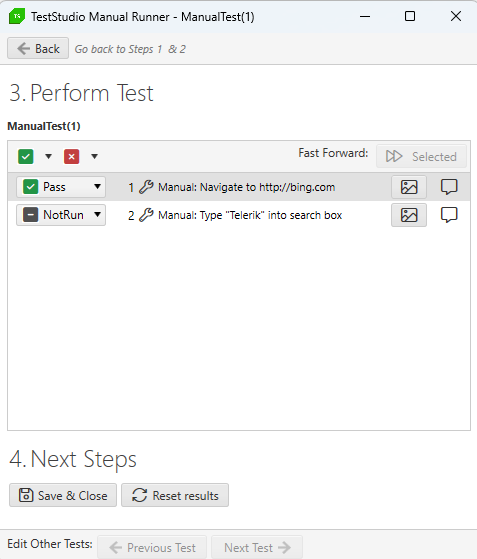 TS TestStudio Manual Runner - ManualTest(1)
Back Go back to Steps 1 & 2
3. Perform Test
ManualTest(1)
Fast Forward: Selected
Pass 1 Manual: Navigate to http://bing.com
NotRun 2 Manual: Type "Telerik" into search box
4. Next Steps
Save & Close Reset results
Edit Other Tests: Previous Test Next Test